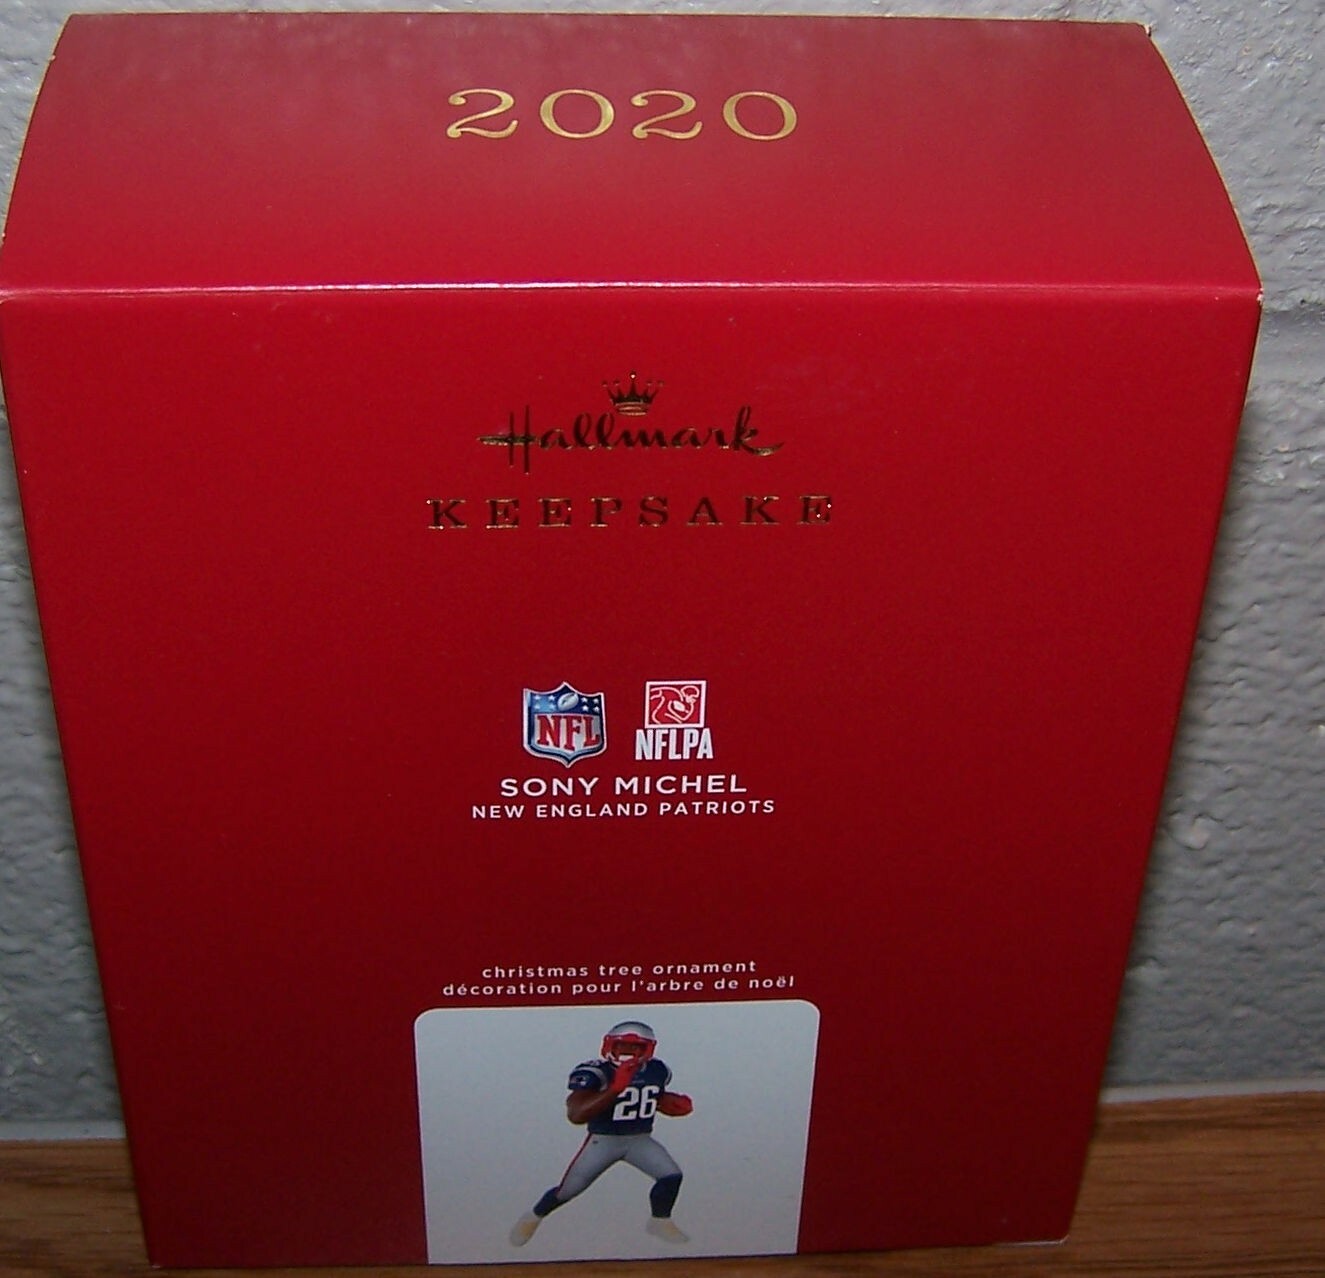 2020
Hallmark
KEEPSAKE
NFL
NFLPA
SONY MICHEL
NEW ENGLAND PATRIOTS
christmas tree ornament
décoration pour l'arbre de noël
26